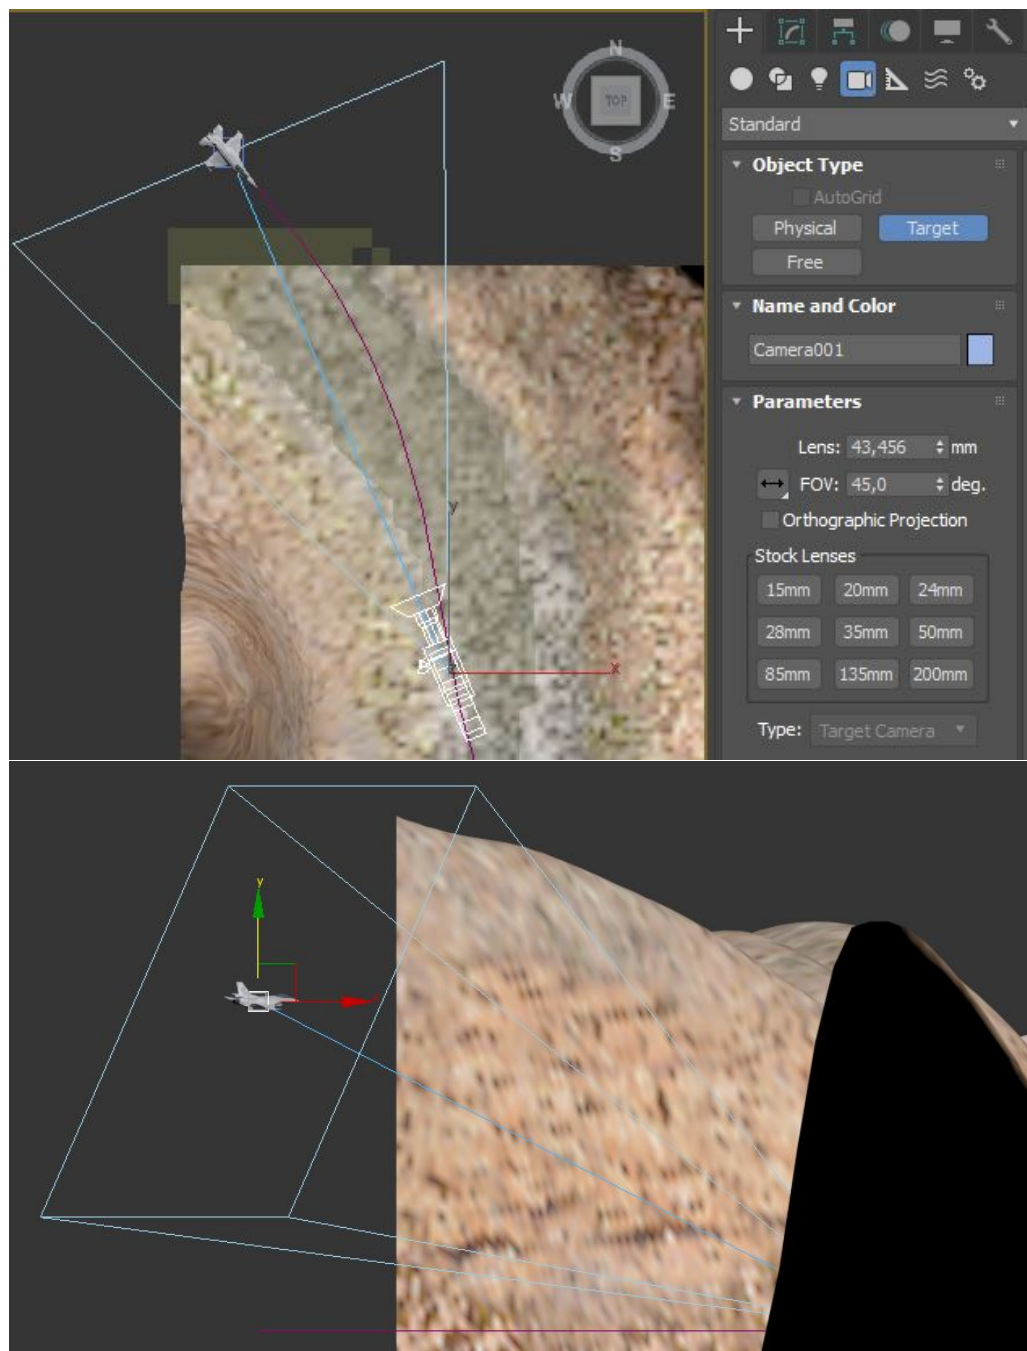 N
W
TOP
E
S
Standard
Object Type
AutoGrid
Physical
Target
Free
Name and Color
Camera001
Parameters
Lens: 43,456 mm
FOV: 45,0 deg.
Orthographic Projection
Stock Lenses
15mm 20mm 24mm
28mm 35mm 50mm
85mm 135mm 200mm
Type: Target Camera
y
x
y